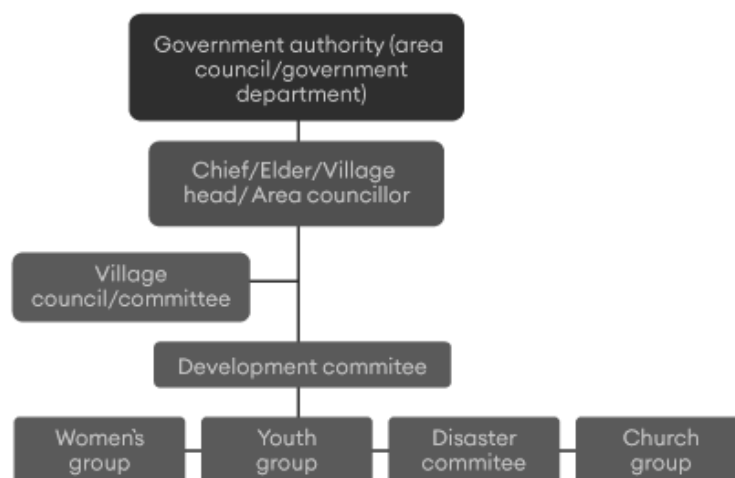 Government authority (area
council/government
department)
Chief/Elder/Village
head/ Area councillor
Village
council/committee
Development commitee
Women's
group
Youth
group
Disaster
commitee
Church
group